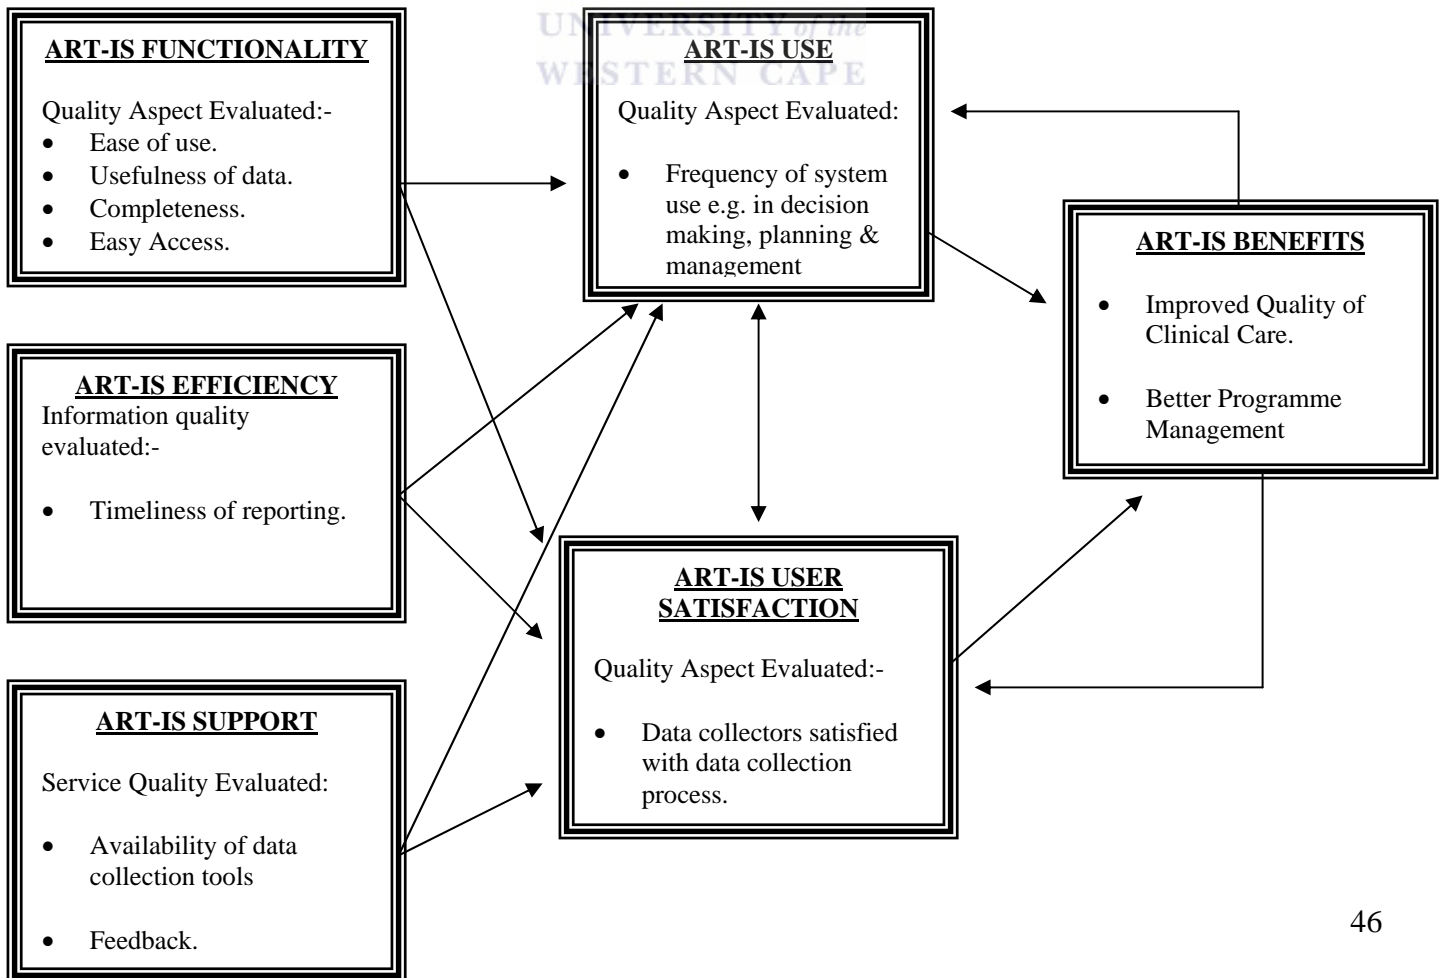 UNIVERSITY of the
WESTERN CAPE
ART-IS FUNCTIONALITY
Quality Aspect Evaluated:-
• Ease of use.
• Usefulness of data.
• Completeness.
• Easy Access.
ART-IS EFFICIENCY
Information quality
evaluated:-
• Timeliness of reporting.
ART-IS SUPPORT
Service Quality Evaluated:
• Availability of data
collection tools
• Feedback.
ART-IS USE
Quality Aspect Evaluated:
• Frequency of system
use e.g. in decision
making, planning &
management
ART-IS USER
SATISFACTION
Quality Aspect Evaluated:-
• Data collectors satisfied
with data collection
process.
ART-IS BENEFITS
• Improved Quality of
Clinical Care.
• Better Programme
Management
46